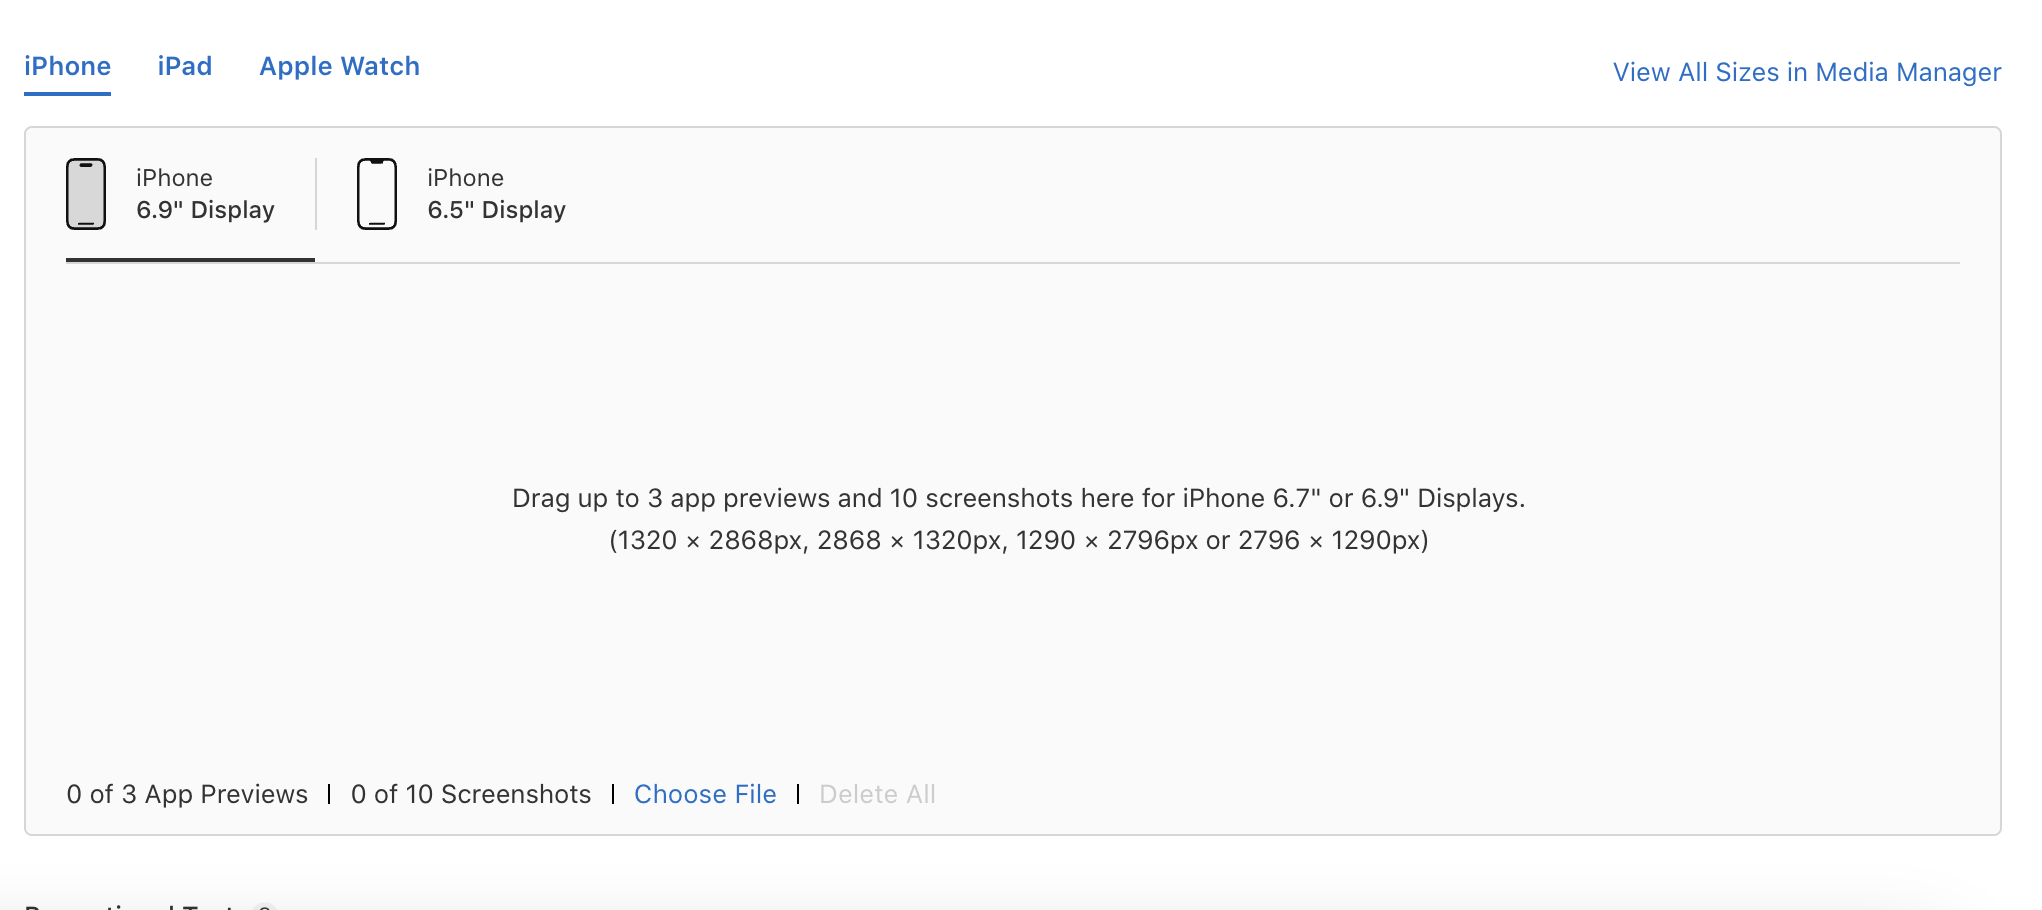 iPhone iPad Apple Watch View All Sizes in Media Manager
iPhone
6.9" Display
iPhone
6.5" Display
Drag up to 3 app previews and 10 screenshots here for iPhone 6.7" or 6.9" Displays.
(1320 × 2868px, 2868 × 1320px, 1290 × 2796px or 2796 × 1290px)
0 of 3 App Previews | 0 of 10 Screenshots | Choose File | Delete All